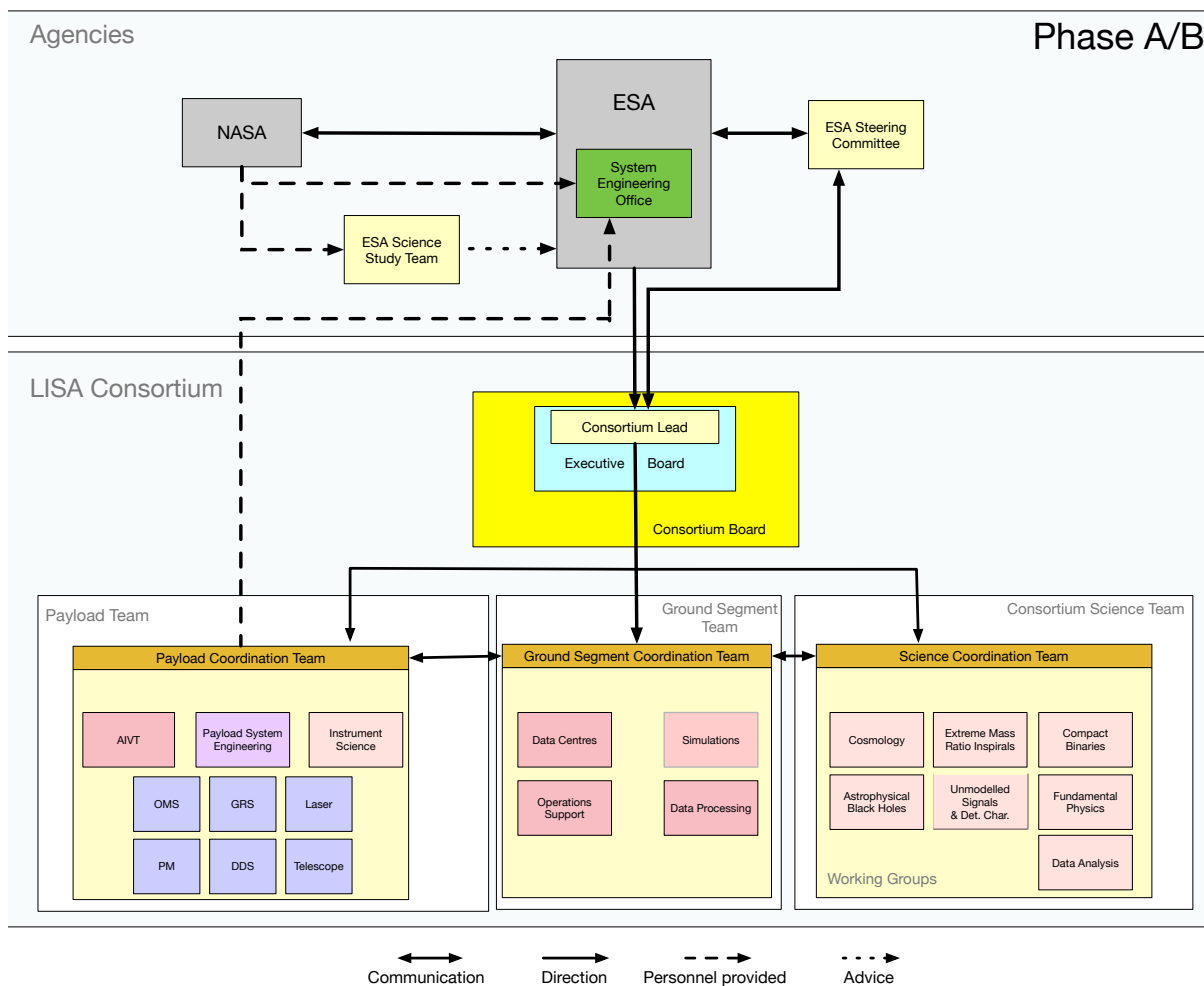 Agencies
Phase A/B
NASA
ESA
ESA Steering
Committee
System
Engineering
Office
ESA Science
Study Team
LISA Consortium
Consortium Lead
Executive Board
Consortium Board
Payload Team
Ground Segment
Team
Consortium Science Team
Payload Coordination Team
Ground Segment Coordination Team
Science Coordination Team
AIVT
Payload System
Engineering
Instrument
Science
OMS
GRS
Laser
PM
DDS
Telescope
Data Centres
Simulations
Operations
Support
Data Processing
Cosmology
Extreme Mass
Ratio Inspirals
Compact
Binaries
Astrophysical
Black Holes
Unmodelled
Signals
& Det. Char.
Fundamental
Physics
Data Analysis
Working Groups
Communication
Direction
Personnel provided
Advice